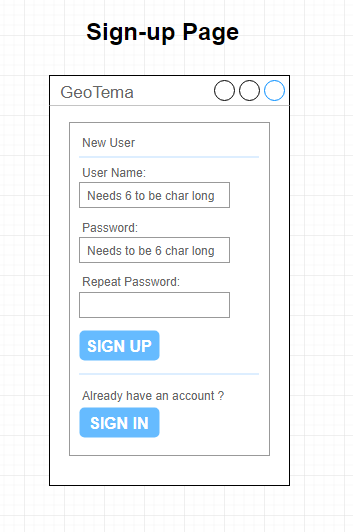 Sign-up Page
GeoTema
New User
User Name:
Needs 6 to be char long
Password:
Needs to be 6 char long
Repeat Password:
SIGN UP
Already have an account ?
SIGN IN